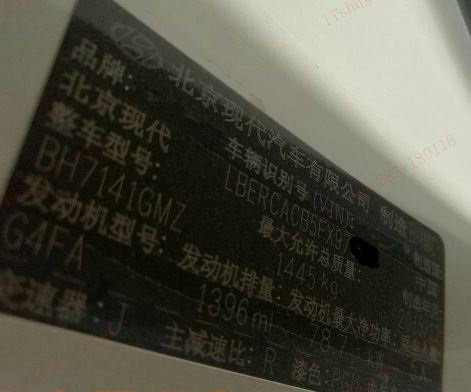 北京现代汽车有限公司 制造
品牌: 北京现代 车辆识别号(VIN): LBERCACB5FX9
整车型号: BH7141GMZ 最大允许总质量: 1445 kg
发动机型号: G4FA 发动机排量: 1396 ml 发动机最大净功率: 78.7 kW
变速器: J 主减速比: R 漆色: